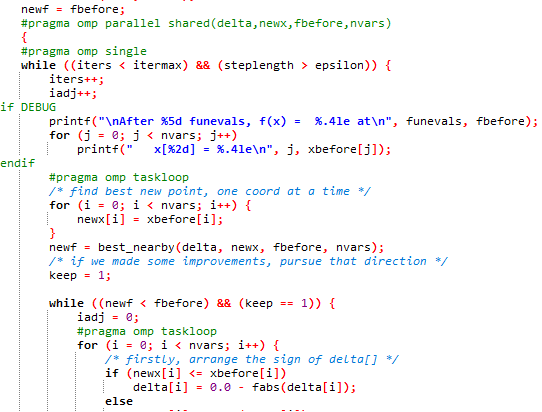 newf = fbefore;
#pragma omp parallel shared(delta,newx,fbefore,nvars)
{
#pragma omp single
while ((iters < itermax) && (steplength > epsilon)) {
iters++;
iadj++;
if DEBUG
printf("\nAfter %5d funevals, f(x) =  %.4le at\n", funevals, fbefore);
for (j = 0; j < nvars; j++)
printf("   x[%2d] = %.4le\n", j, xbefore[j]);
endif
#pragma omp taskloop
/* find best new point, one coord at a time */
for (i = 0; i < nvars; i++) {
newx[i] = xbefore[i];
}
newf = best_nearby(delta, newx, fbefore, nvars);
/* if we made some improvements, pursue that direction */
keep = 1;
while ((newf < fbefore) && (keep == 1)) {
iadj = 0;
#pragma omp taskloop
for (i = 0; i < nvars; i++) {
/* firstly, arrange the sign of delta[] */
if (newx[i] <= xbefore[i])
delta[i] = 0.0 - fabs(delta[i]);
else